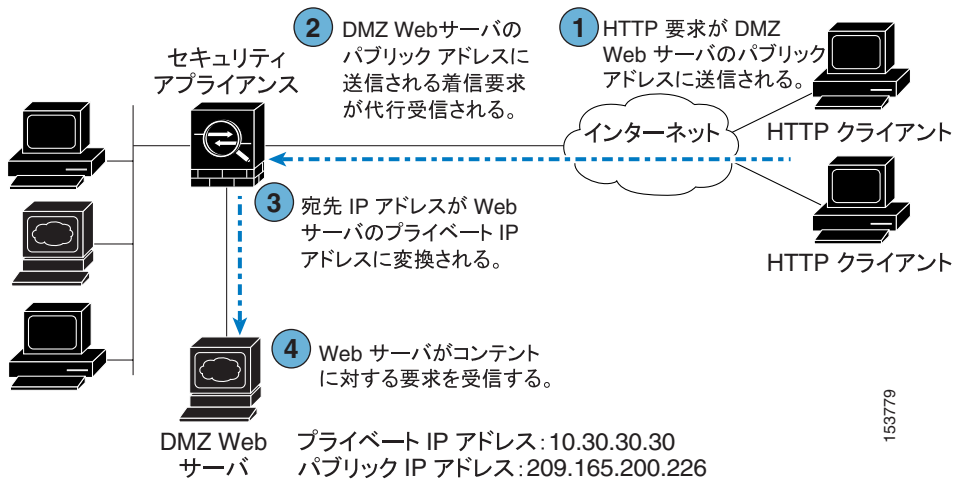 1
HTTP 要求が DMZ
Web サーバのパブリック
アドレスに送信される。
2
DMZ Webサーバの
パブリック アドレスに
送信される着信要求
が代行受信される。
セキュリティ
アプライアンス
インターネット
HTTP クライアント
HTTP クライアント
3
宛先 IP アドレスが Web
サーバのプライベート IP
アドレスに変換される。
4
Web サーバがコンテント
に対する要求を受信する。
DMZ Web
サーバ
プライベート IP アドレス：10.30.30.30
パブリック IP アドレス：209.165.200.226
153779